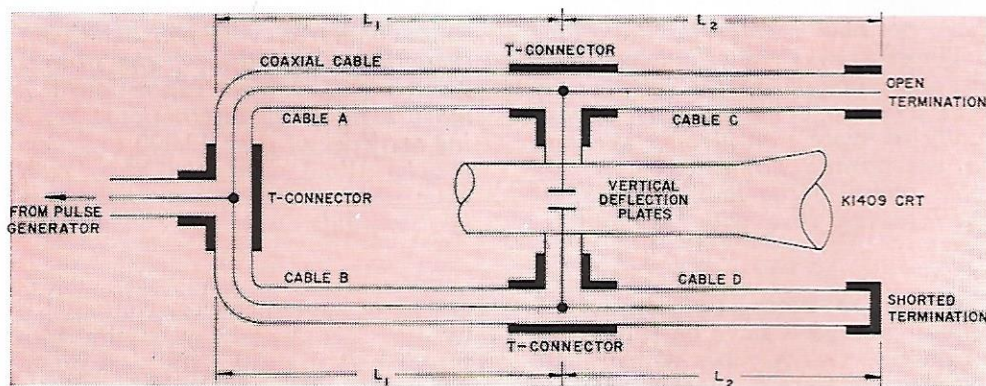 L1
L2
T-CONNECTOR
COAXIAL CABLE
OPEN
TERMINATION
CABLE A
CABLE C
T-CONNECTOR
VERTICAL
DEFLECTION
PLATES
K1409 CRT
FROM PULSE
GENERATOR
CABLE B
CABLE D
SHORTED
TERMINATION
T-CONNECTOR
L1
L2